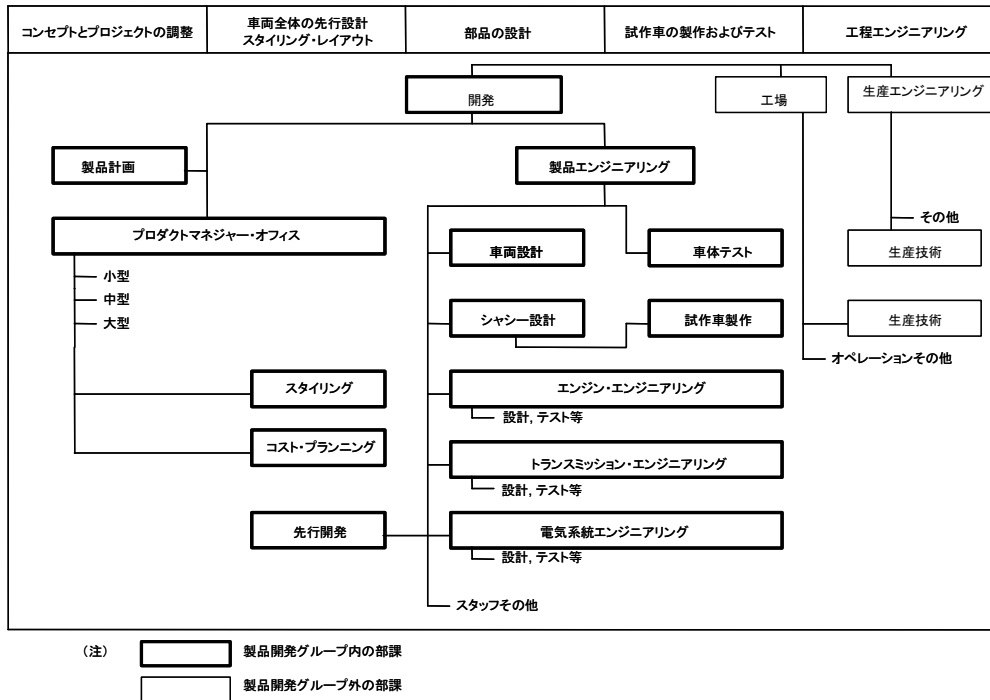 コンセプトとプロジェクトの調整
車両全体の先行設計
スタイリング・レイアウト
部品の設計
試作車の製作およびテスト
工程エンジニアリング
開発
工場
生産エンジニアリング
製品計画
製品エンジニアリング
プロダクトマネジャー・オフィス
その他
車両設計
車体テスト
生産技術
小型
中型
大型
シャシー設計
試作車製作
生産技術
オペレーションその他
スタイリング
エンジン・エンジニアリング
設計, テスト等
コスト・プランニング
トランスミッション・エンジニアリング
設計, テスト等
先行開発
電気系統エンジニアリング
設計, テスト等
スタッフその他
（注）
製品開発グループ内の部課
製品開発グループ外の部課